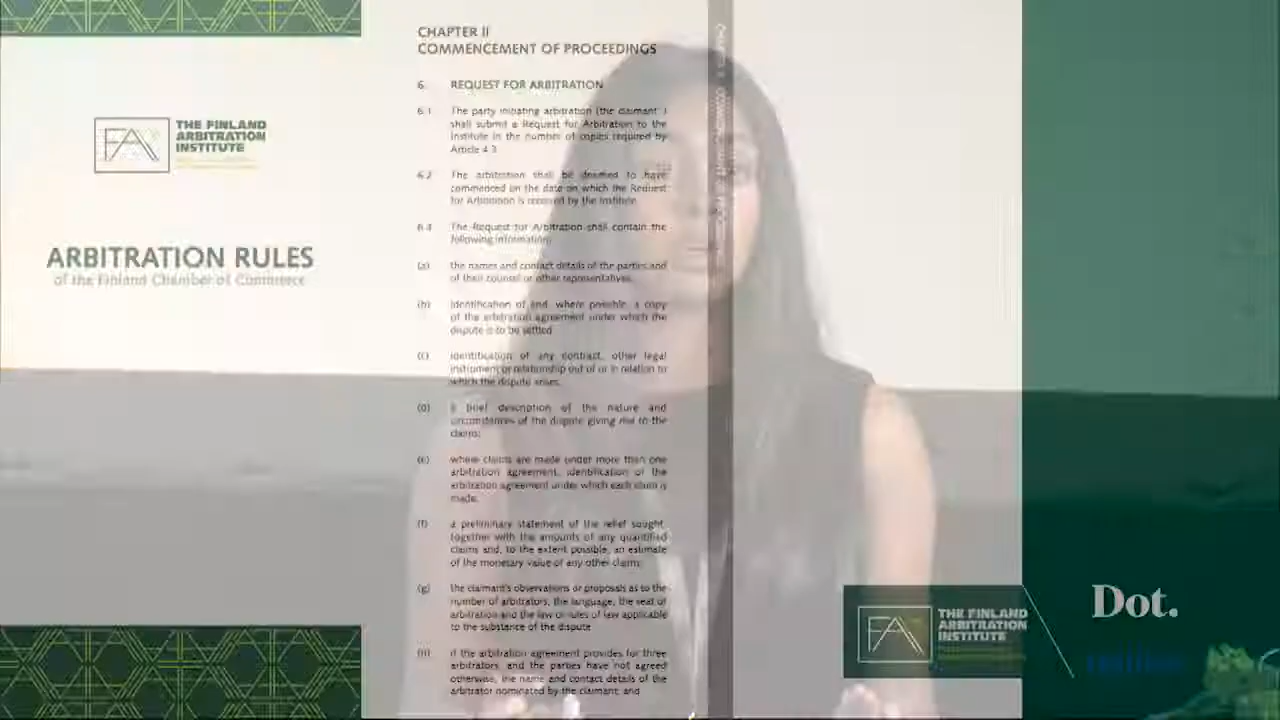 THE FINLAND
ARBITRATION
INSTITUTE
ARBITRATION RULES
of the Finland Chamber of Commerce
CHAPTER II
COMMENCEMENT OF PROCEEDINGS
6. REQUEST FOR ARBITRATION
6.1 The party initiating arbitration (the claimant )
shall submit a Request for Arbitration to the
Institute in the number of copies required by
Article 4.3
6.2 The arbitration shall be deemed to have
commenced on the date on which the Request
for Arbitration is received by the Institute.
The Request for Arbitration shall contain the
following information:
(a) the names and contact details of the parties and
of their counsel or other representatives;
(b) identification of and, where possible, a copy
of the arbitration agreement under which the
dispute is to be settled
(c) identification of any contract, other legal
instrument or relationship out of or in relation to
which the dispute arises;
(d) a brief description of the nature and
circumstances of the dispute giving rise to the
claims;
(e) where claims are made under more than one
arbitration agreement, identification of the
arbitration agreement under which each claim is
made;
(f) a preliminary statement of the relief sought,
together with the amounts of any quantified
claims and, to the extent possible, an estimate
of the monetary value of any other claims;
(g) the claimant's observations or proposals as to the
number of arbitrators, the language, the seat of
arbitration and the law or rules of law applicable
to the substance of the dispute
(h) if the arbitration agreement provides for three
arbitrators, and the parties have not agreed
otherwise, the name and contact details of the
arbitrator nominated by the claimant; and
THE FINLAND
ARBITRATION
INSTITUTE
Dot.